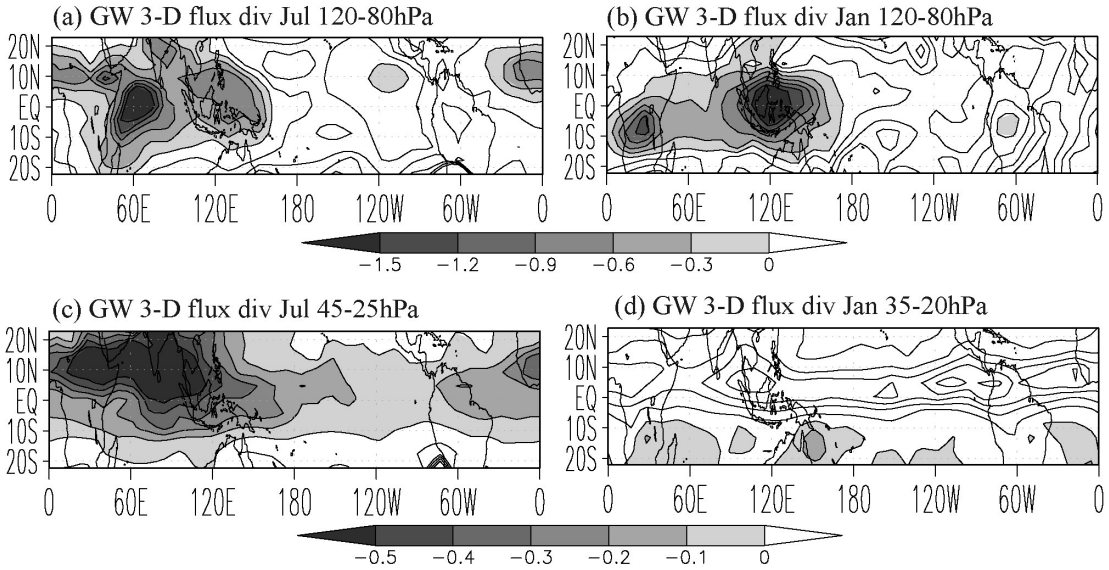 (a) GW 3-D flux div Jul 120-80hPa
20N
10N
EQ
10S
20S
0 60E 120E 180 120W 60W 0
(b) GW 3-D flux div Jan 120-80hPa
20N
10N
EQ
10S
20S
0 60E 120E 180 120W 60W 0
-1.5 -1.2 -0.9 -0.6 -0.3 0
(c) GW 3-D flux div Jul 45-25hPa
20N
10N
EQ
10S
20S
0 60E 120E 180 120W 60W 0
(d) GW 3-D flux div Jan 35-20hPa
20N
10N
EQ
10S
20S
0 60E 120E 180 120W 60W 0
-0.5 -0.4 -0.3 -0.2 -0.1 0